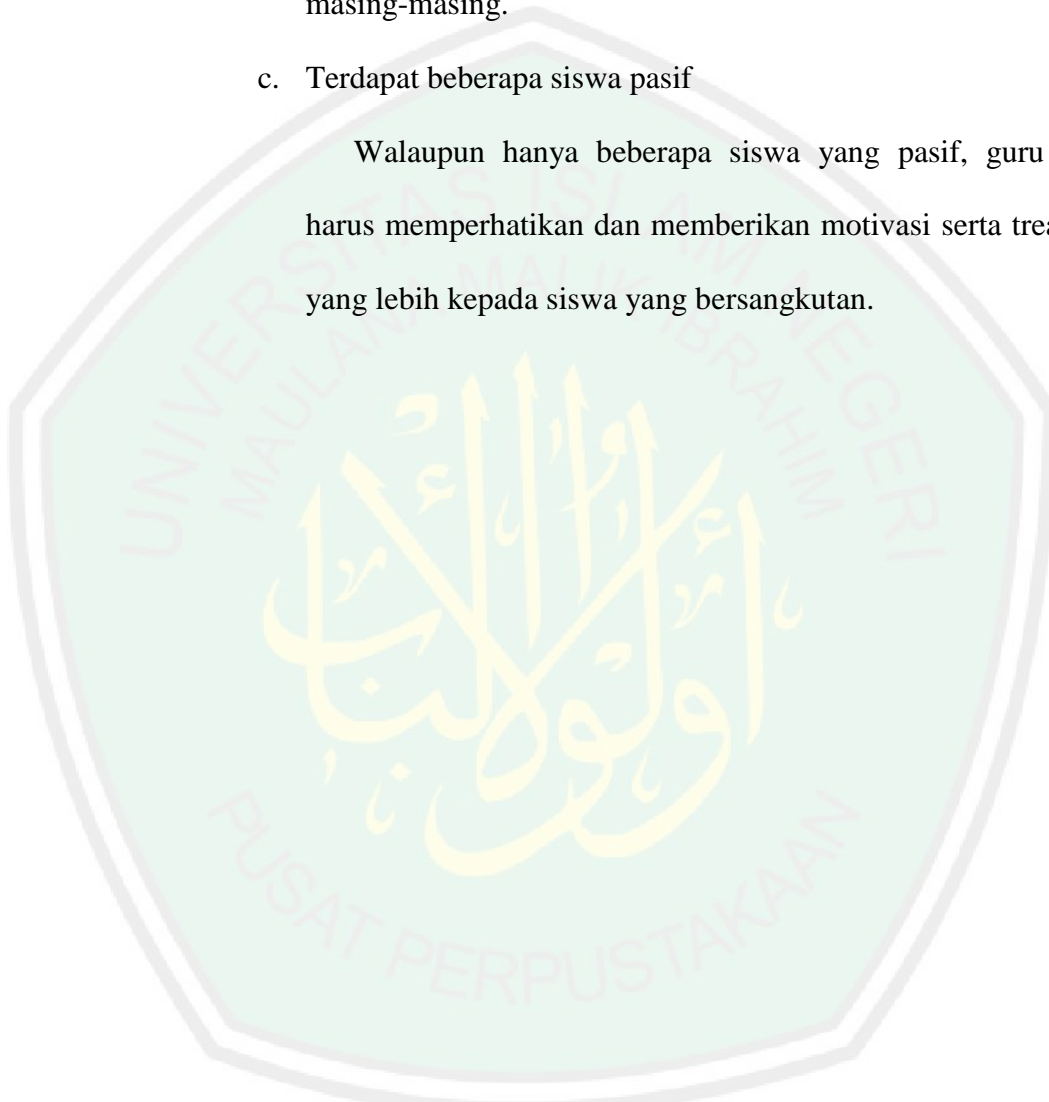 masing-masing.
c. Terdapat beberapa siswa pasif
Walaupun hanya beberapa siswa yang pasif, guru
harus memperhatikan dan memberikan motivasi serta trea
yang lebih kepada siswa yang bersangkutan.
UNIVERSITAS ISLAM NEGERI
MAULANA MALIK IBRAHIM
PUSAT PERPUSTAKAAN